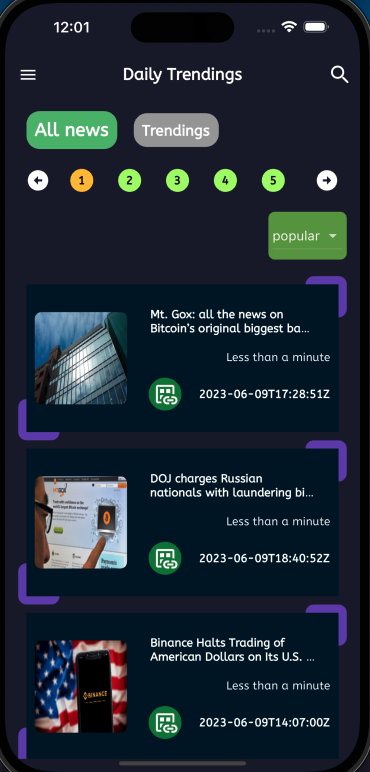 12:01
Daily Trendings
All news
Trendings
1 2 3 4 5
popular
Mt. Gox: all the news on
Bitcoin's original biggest ba...
Less than a minute
2023-06-09T17:28:51Z
DOJ charges Russian
nationals with laundering bi...
Less than a minute
2023-06-09T18:40:52Z
Binance Halts Trading of
American Dollars on Its U.S. ...
Less than a minute
BINANCE
2023-06-09T14:07:00Z